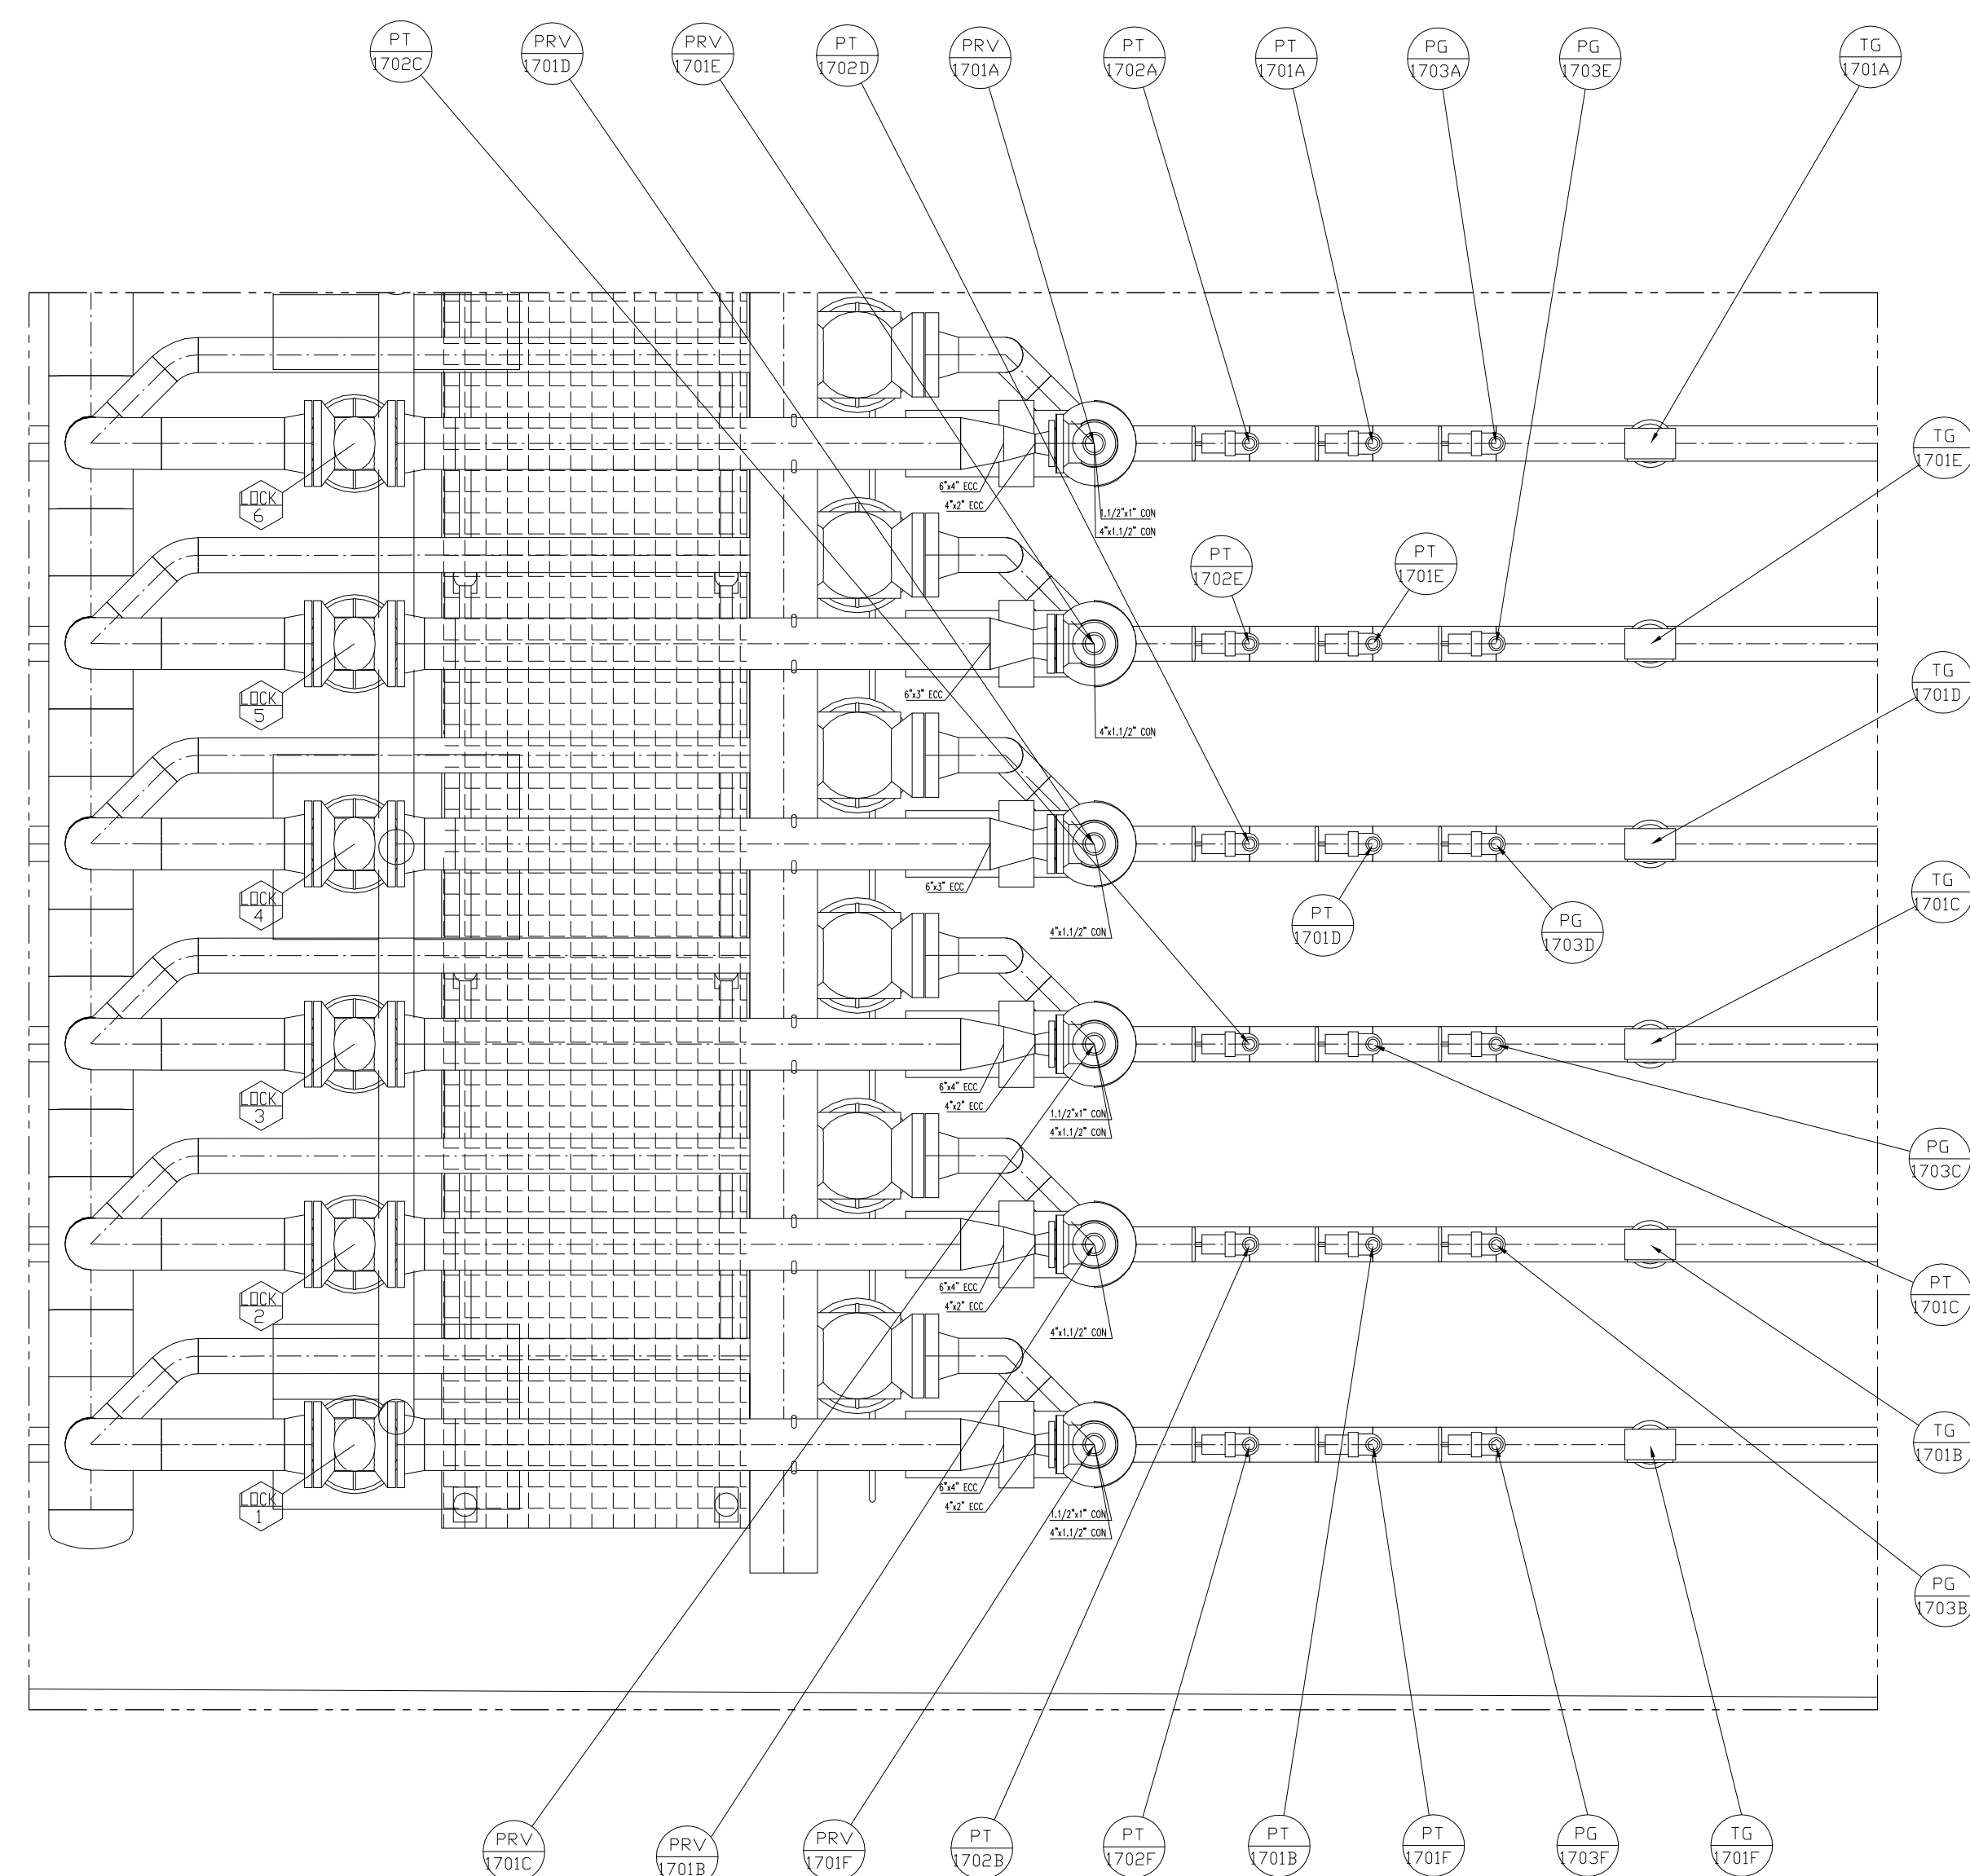 PT
1702C
PRV
1701D
PRV
1701E
PT
1702D
PRV
1701A
PT
1702A
PT
1701A
PG
1703A
PG
1703E
TG
1701A
TG
1701E
LOCK
6
6"x4" ECC
4"x2" ECC
1.1/2"x1" CON
4"x1.1/2" CON
PT
1702E
PT
1701E
TG
1701D
LOCK
5
6"x3" ECC
4"x1.1/2" CON
TG
1701C
LOCK
4
6"x3" ECC
4"x1.1/2" CON
PT
1701D
PG
1703D
LOCK
3
6"x4" ECC
4"x2" ECC
1.1/2"x1" CON
4"x1.1/2" CON
PG
1703C
LOCK
2
6"x4" ECC
4"x2" ECC
4"x1.1/2" CON
PT
1701C
TG
1701B
LOCK
1
6"x4" ECC
4"x2" ECC
1.1/2"x1" CON
4"x1.1/2" CON
PG
1703B
PRV
1701C
PRV
1701B
PRV
1701F
PT
1702B
PT
1702F
PT
1701B
PT
1701F
PG
1703F
TG
1701F